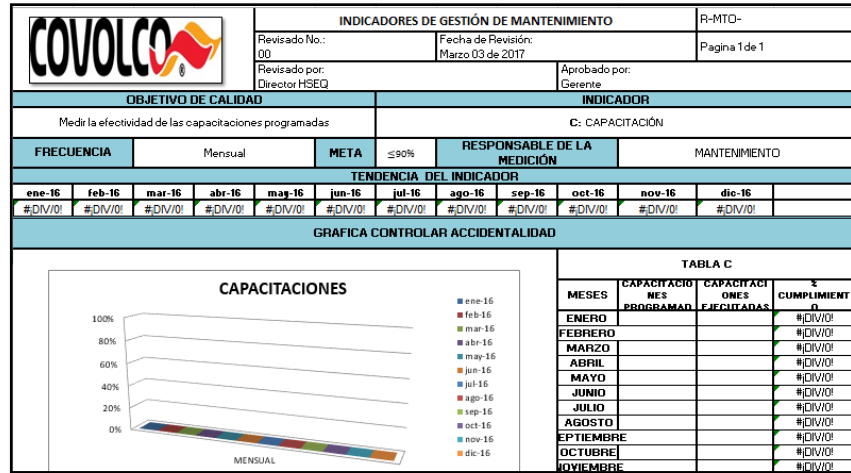 COVOLCO
®
INDICADORES DE GESTIÓN DE MANTENIMIENTO
R-MTO-
Revisado No.:
00
Fecha de Revisión:
Marzo 03 de 2017
Pagina 1 de 1
Revisado por:
Director HSEQ
Aprobado por:
Gerente
OBJETIVO DE CALIDAD
INDICADOR
Medir la efectividad de las capacitaciones programadas
C: CAPACITACIÓN
FRECUENCIA
Mensual
META
≤90%
RESPONSABLE DE LA
MEDICIÓN
MANTENIMIENTO
TENDENCIA DEL INDICADOR
ene-16 feb-16 mar-16 abr-16 may-16 jun-16 jul-16 ago-16 sep-16 oct-16 nov-16 dic-16
#¡DIV/0! #¡DIV/0! #¡DIV/0! #¡DIV/0! #¡DIV/0! #¡DIV/0! #¡DIV/0! #¡DIV/0! #¡DIV/0! #¡DIV/0! #¡DIV/0! #¡DIV/0!
GRAFICA CONTROLAR ACCIDENTALIDAD
CAPACITACIONES
100%
80%
60%
40%
20%
0%
MENSUAL
ene-16
feb-16
mar-16
abr-16
may-16
jun-16
jul-16
ago-16
sep-16
oct-16
nov-16
dic-16
TABLA C
MESES
CAPACITACIO
NES
PROGRAMAD
CAPACITACI
ONES
EJECUTADAS
%
CUMPLIMIENT
O
ENERO #¡DIV/0!
FEBRERO #¡DIV/0!
MARZO #¡DIV/0!
ABRIL #¡DIV/0!
MAYO #¡DIV/0!
JUNIO #¡DIV/0!
JULIO #¡DIV/0!
AGOSTO #¡DIV/0!
EPTIEMBRE #¡DIV/0!
OCTUBRE #¡DIV/0!
IOVIEMBRE #¡DIV/0!